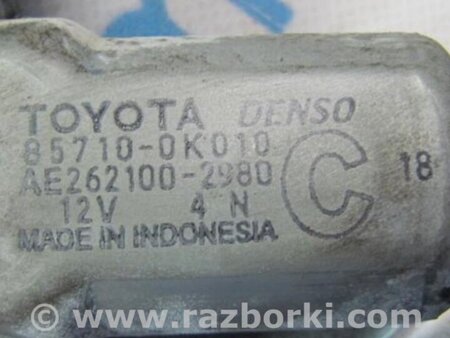 TOYOTA DENSO
85710-0K010
AE262100-2980
12V 4 N
C 18
MADE IN INDONESIA
© www.razborki.com